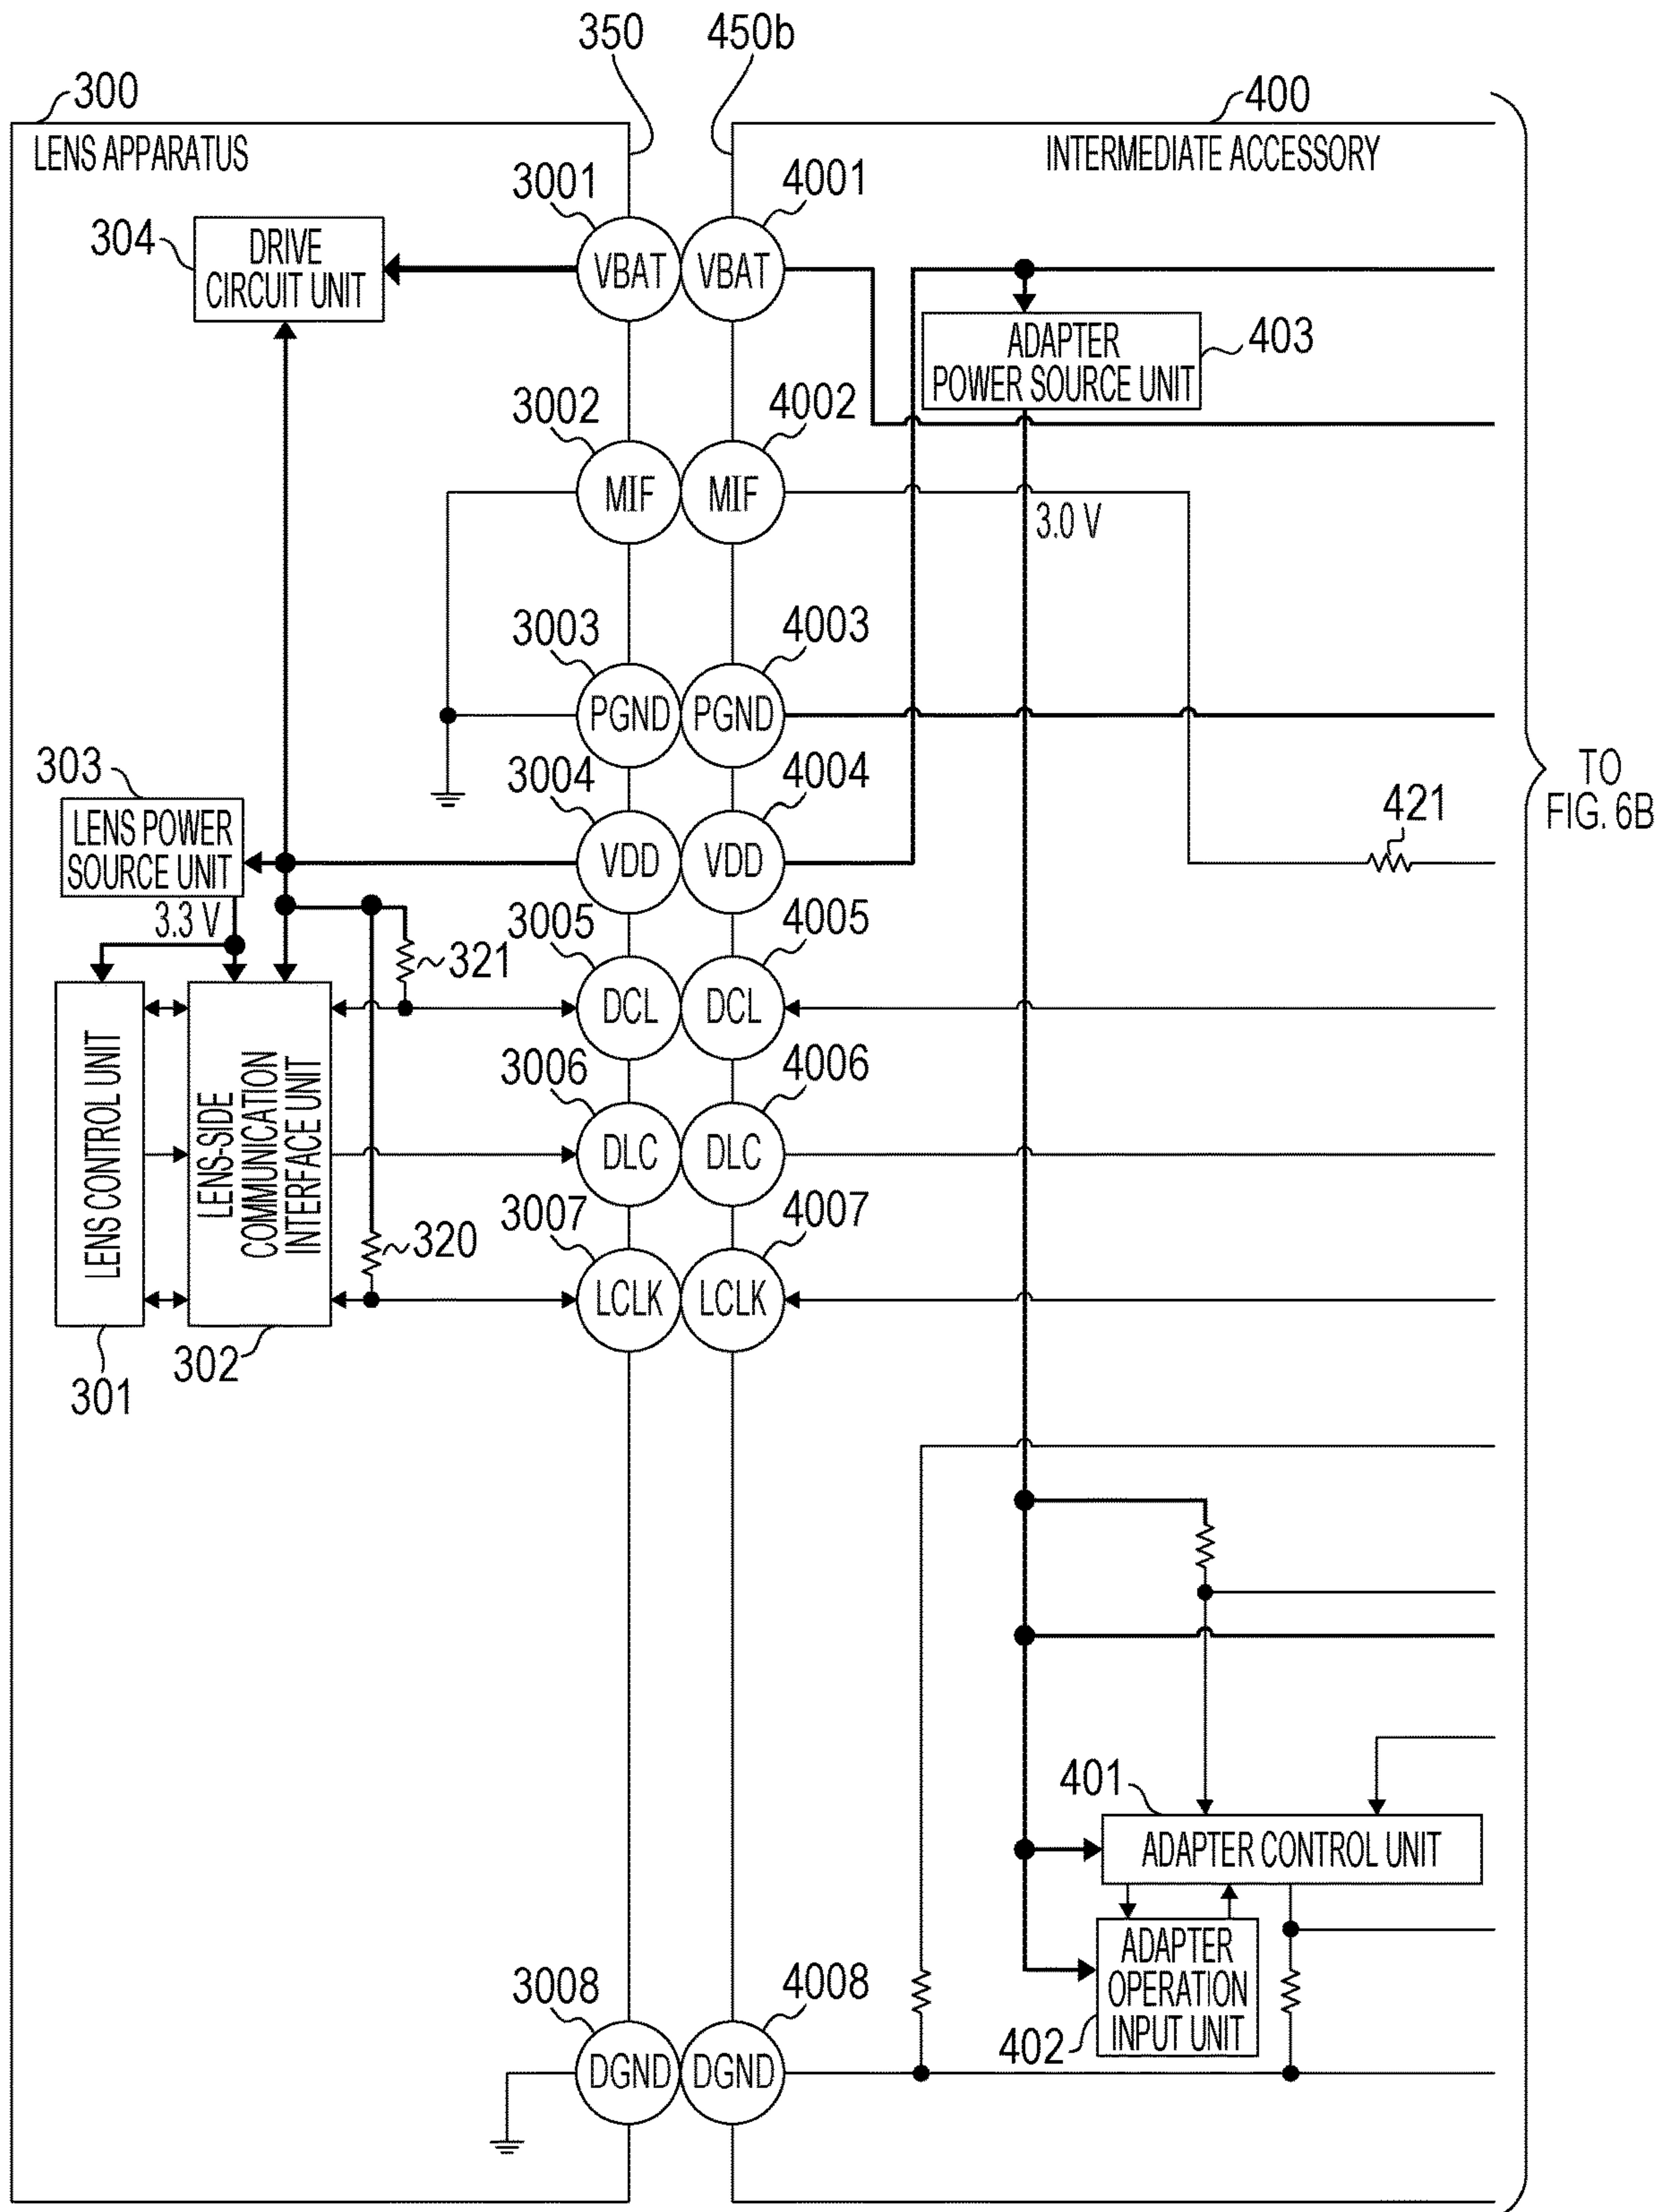 350
450b
300
400
LENS APPARATUS
INTERMEDIATE ACCESSORY
3001
4001
304
DRIVE
CIRCUIT UNIT
VBAT
VBAT
ADAPTER
POWER SOURCE UNIT
403
3002
4002
MIF
MIF
3.0 V
3003
4003
PGND
PGND
303
3004
4004
TO
FIG. 6B
LENS POWER
SOURCE UNIT
VDD
VDD
421
3.3 V
3005
4005
321
DCL
DCL
LENS CONTROL UNIT
LENS-SIDE
COMMUNICATION
INTERFACE UNIT
3006
4006
DLC
DLC
3007
4007
320
LCLK
LCLK
301
302
401
ADAPTER CONTROL UNIT
ADAPTER
OPERATION
INPUT UNIT
402
3008
4008
DGND
DGND